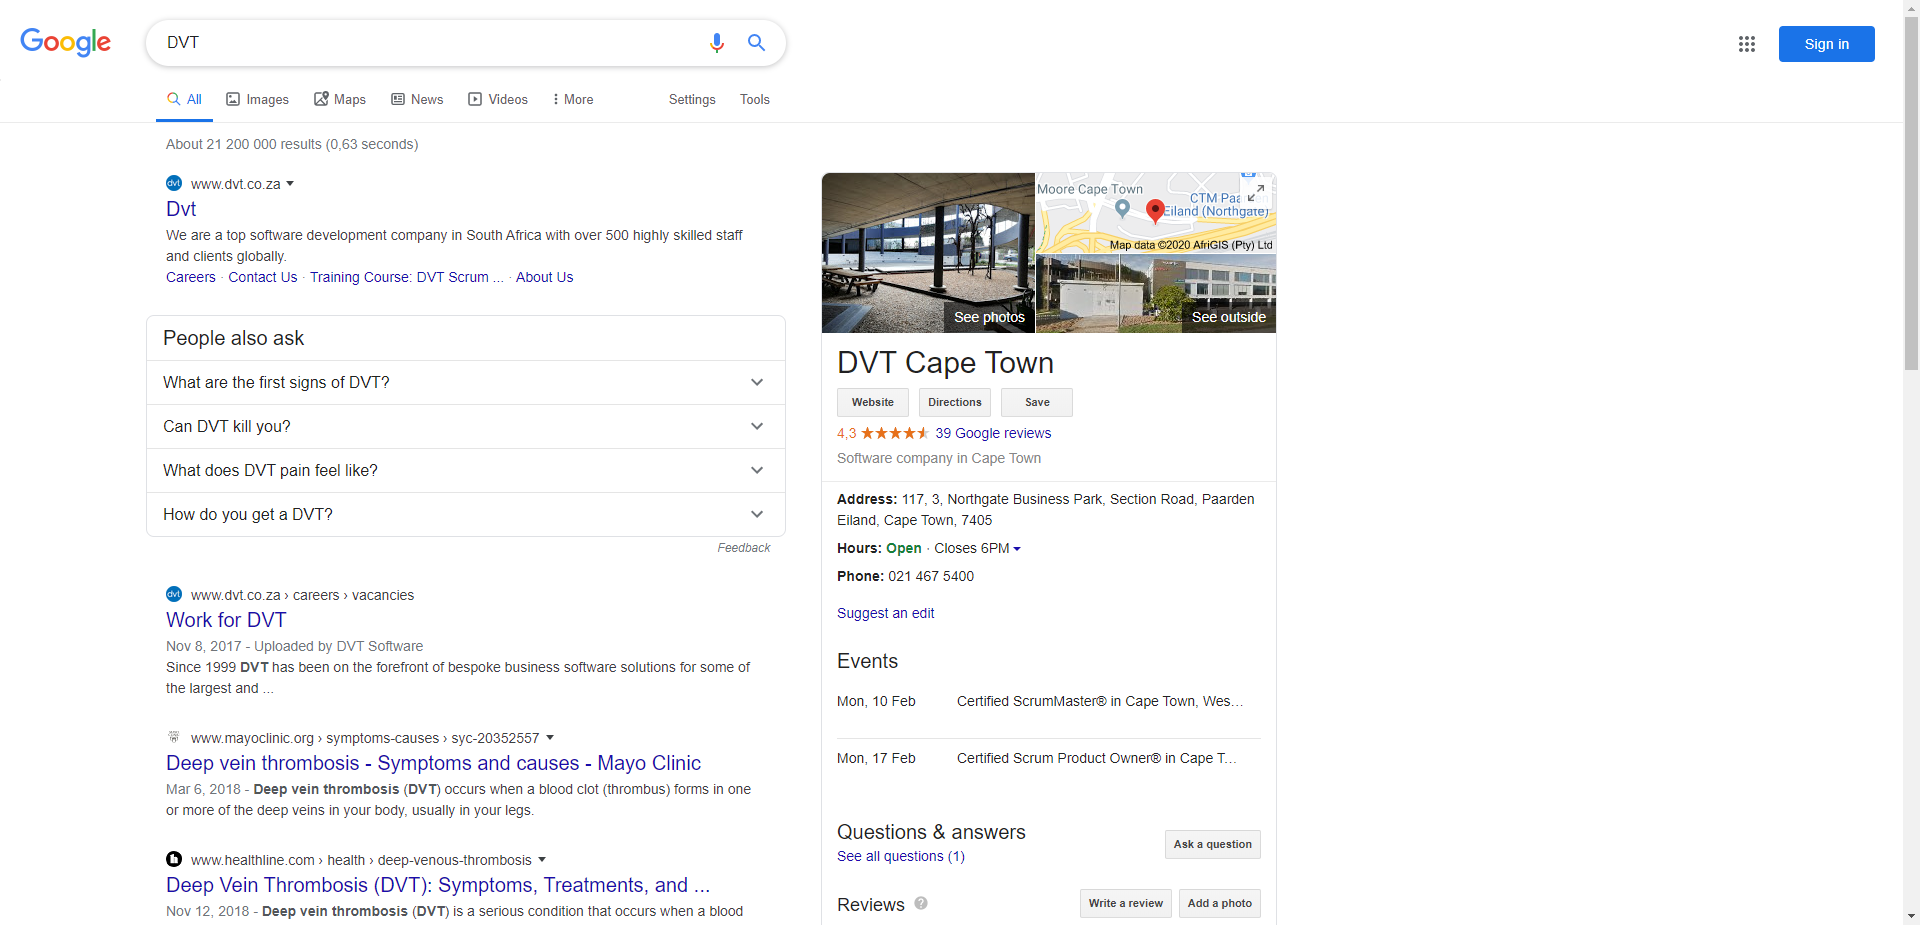 Google
DVT
Sign in
All
Images
Maps
News
Videos
More
Settings
Tools
About 21 200 000 results (0,63 seconds)
dvt www.dvt.co.za
Dvt
We are a top software development company in South Africa with over 500 highly skilled staff
and clients globally.
Careers · Contact Us · Training Course: DVT Scrum ... · About Us
People also ask
What are the first signs of DVT?
Can DVT kill you?
What does DVT pain feel like?
How do you get a DVT?
Feedback
dvt www.dvt.co.za › careers › vacancies
Work for DVT
Nov 8, 2017 - Uploaded by DVT Software
Since 1999 DVT has been on the forefront of bespoke business software solutions for some of
the largest and ...
www.mayoclinic.org › symptoms-causes › syc-20352557
Deep vein thrombosis - Symptoms and causes - Mayo Clinic
Mar 6, 2018 - Deep vein thrombosis (DVT) occurs when a blood clot (thrombus) forms in one
or more of the deep veins in your body, usually in your legs.
www.healthline.com › health › deep-venous-thrombosis
Deep Vein Thrombosis (DVT): Symptoms, Treatments, and ...
Nov 12, 2018 - Deep vein thrombosis (DVT) is a serious condition that occurs when a blood
See photos
Moore Cape Town
CTM Paa
Eiland (Northgate)
Map data ©2020 AfriGIS (Pty) Ltd
See outside
DVT Cape Town
Website
Directions
Save
4,3
39 Google reviews
Software company in Cape Town
Address: 117, 3, Northgate Business Park, Section Road, Paarden
Eiland, Cape Town, 7405
Hours: Open · Closes 6PM
Phone: 021 467 5400
Suggest an edit
Events
Mon, 10 Feb Certified ScrumMaster® in Cape Town, Wes…
Mon, 17 Feb Certified Scrum Product Owner® in Cape T…
Questions & answers
See all questions (1)
Ask a question
Reviews
Write a review
Add a photo